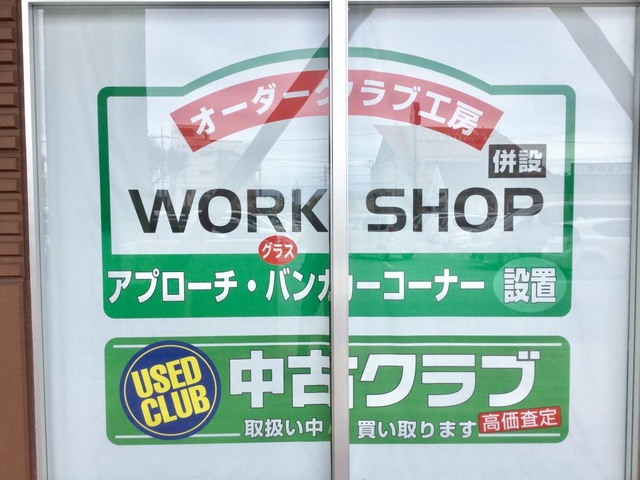 オーダークラブ工房
併設
WORK SHOP
グラス
アプローチ・バンカーコーナー 設置
USED CLUB
中古クラブ
取扱い中 買い取ります 高価査定